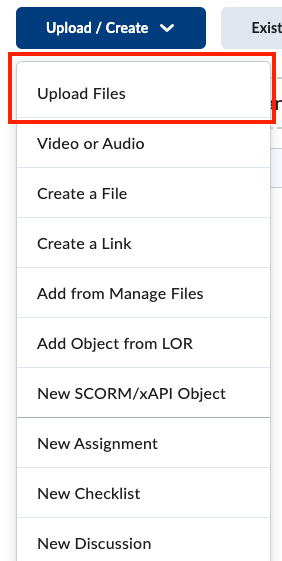 Upload / Create
Upload Files
Video or Audio
Create a File
Create a Link
Add from Manage Files
Add Object from LOR
New SCORM/xAPI Object
New Assignment
New Checklist
New Discussion